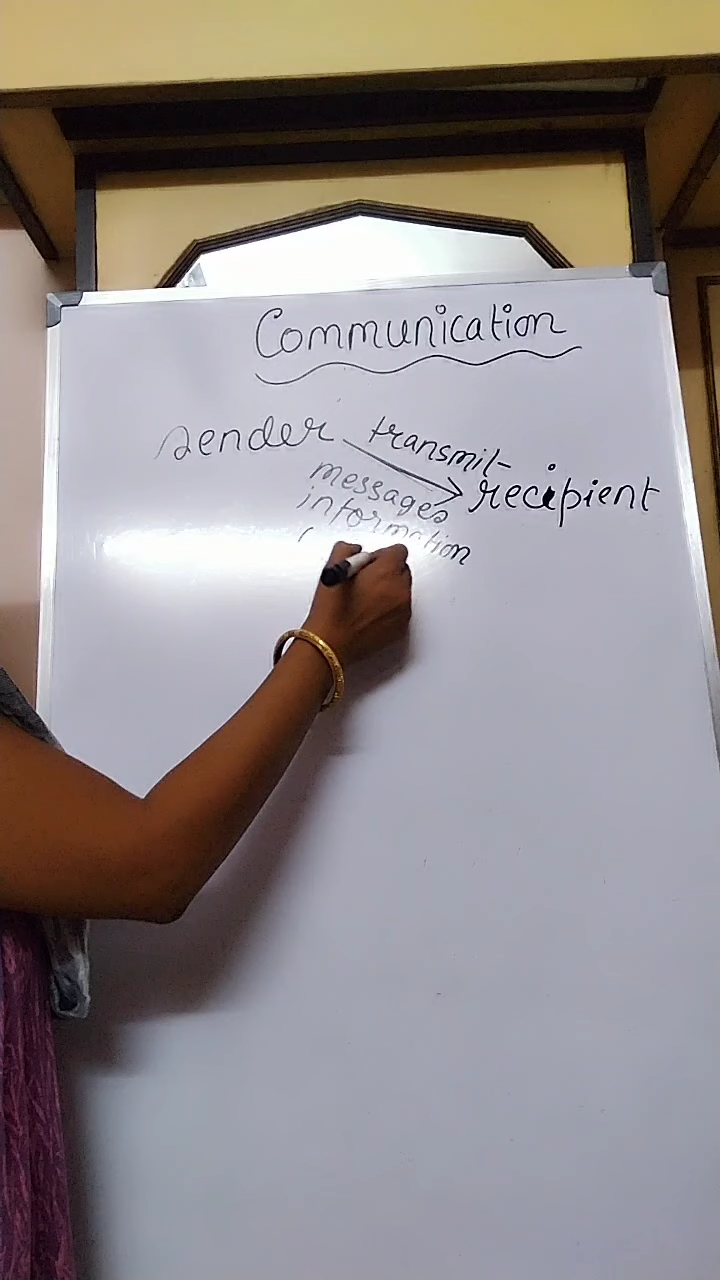 Communication
sender transmit recipient
messages
information
(